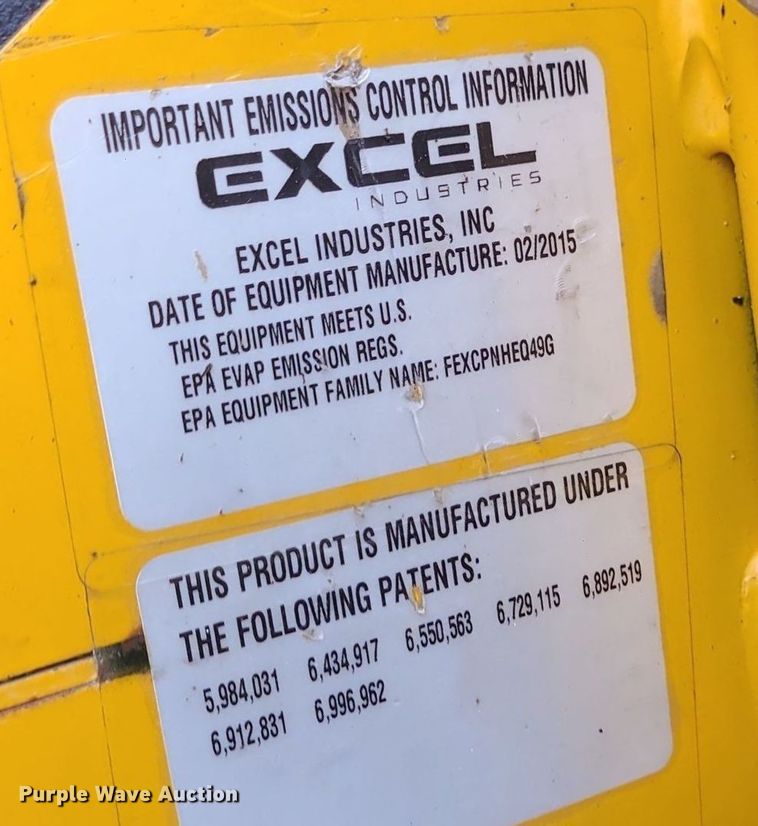 IMPORTANT EMISSIONS CONTROL INFORMATION
EXCEL
INDUSTRIES
EXCEL INDUSTRIES, INC
DATE OF EQUIPMENT MANUFACTURE: 02/2015
THIS EQUIPMENT MEETS U.S.
EPA EVAP EMISSION REGS.
EPA EQUIPMENT FAMILY NAME: FEXCPNHEQ49G
THIS PRODUCT IS MANUFACTURED UNDER
THE FOLLOWING PATENTS:
5,984,031 6,434,917 6,550,563 6,729,115 6,892,519
6,912,831 6,996,962
Purple Wave Auction